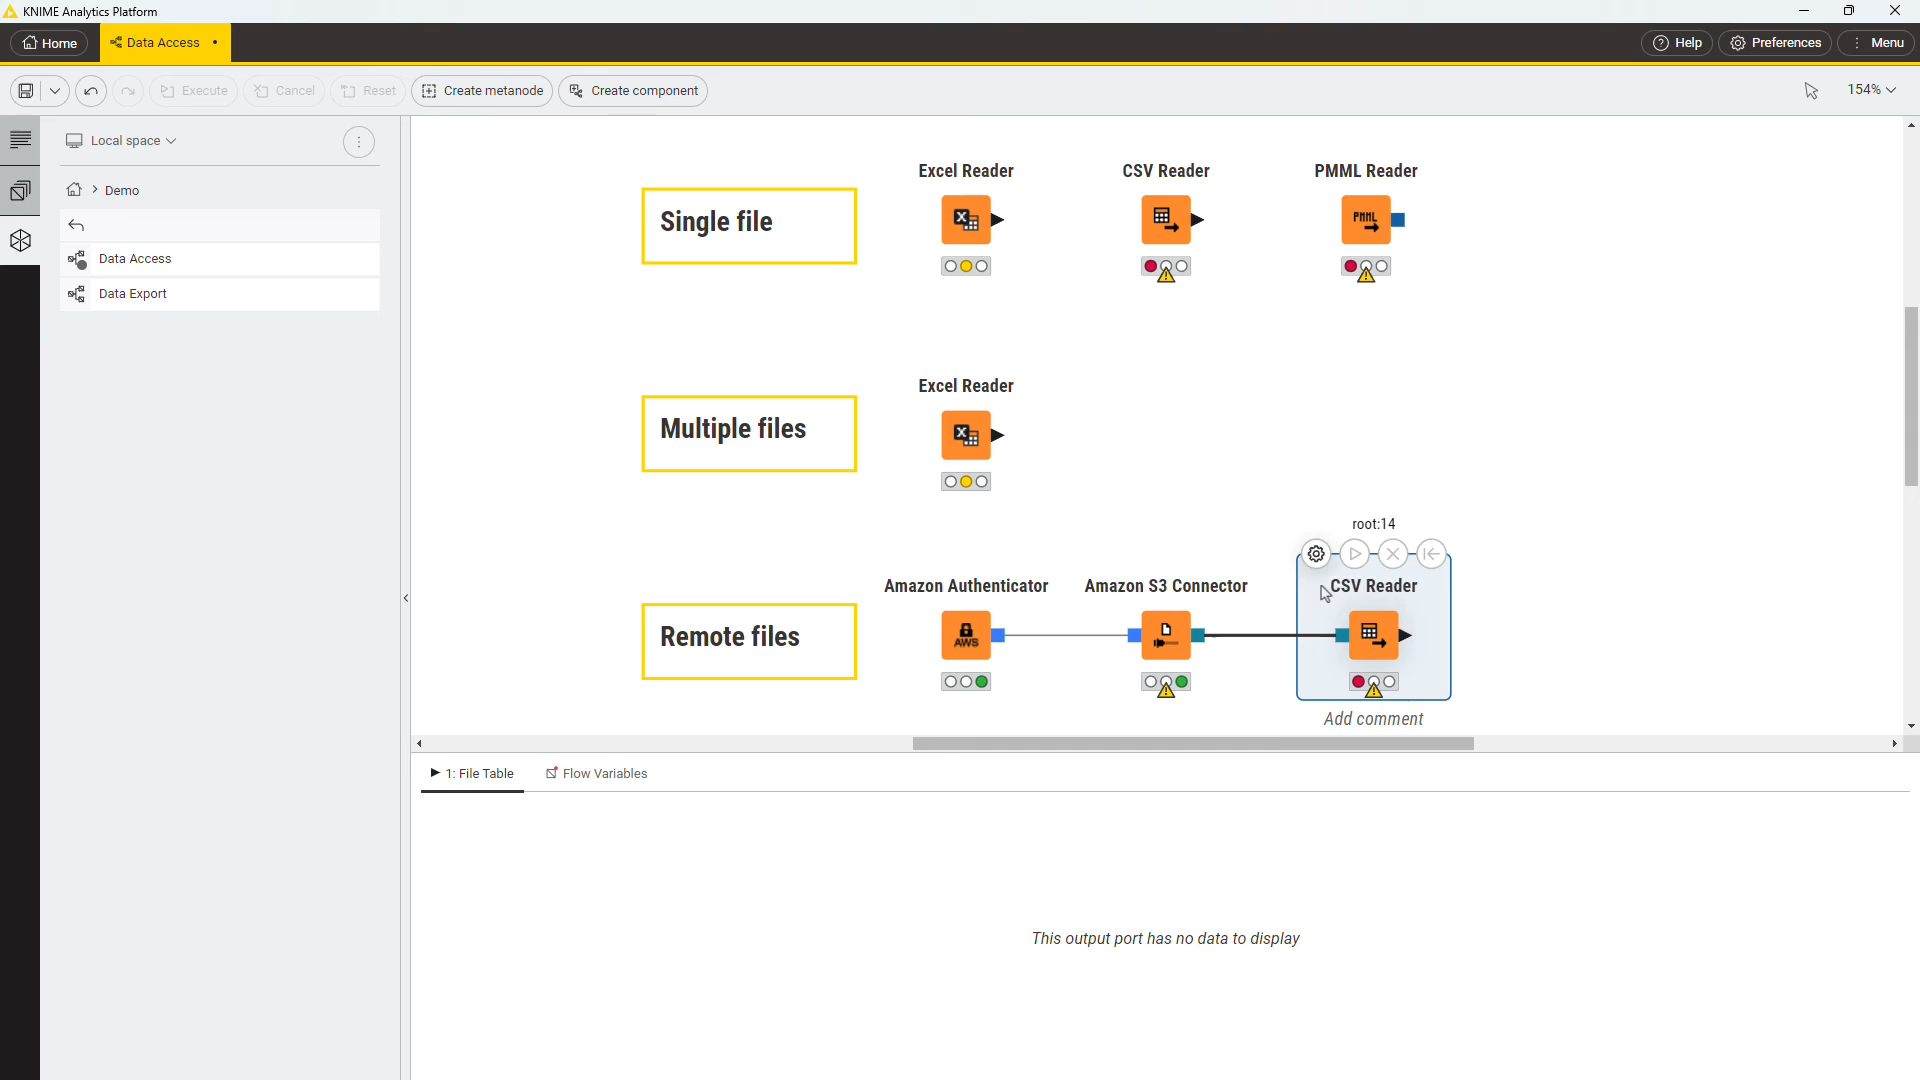 KNIME Analytics Platform
Home
Data Access
Help
Preferences
Menu
Execute
Cancel
Reset
Create metanode
Create component
154%
Local space
Demo
Data Access
Data Export
Excel Reader
CSV Reader
PMML Reader
Single file
PMML
Excel Reader
Multiple files
root:14
Amazon Authenticator
Amazon S3 Connector
CSV Reader
Remote files
AWS
Add comment
1: File Table
Flow Variables
This output port has no data to display